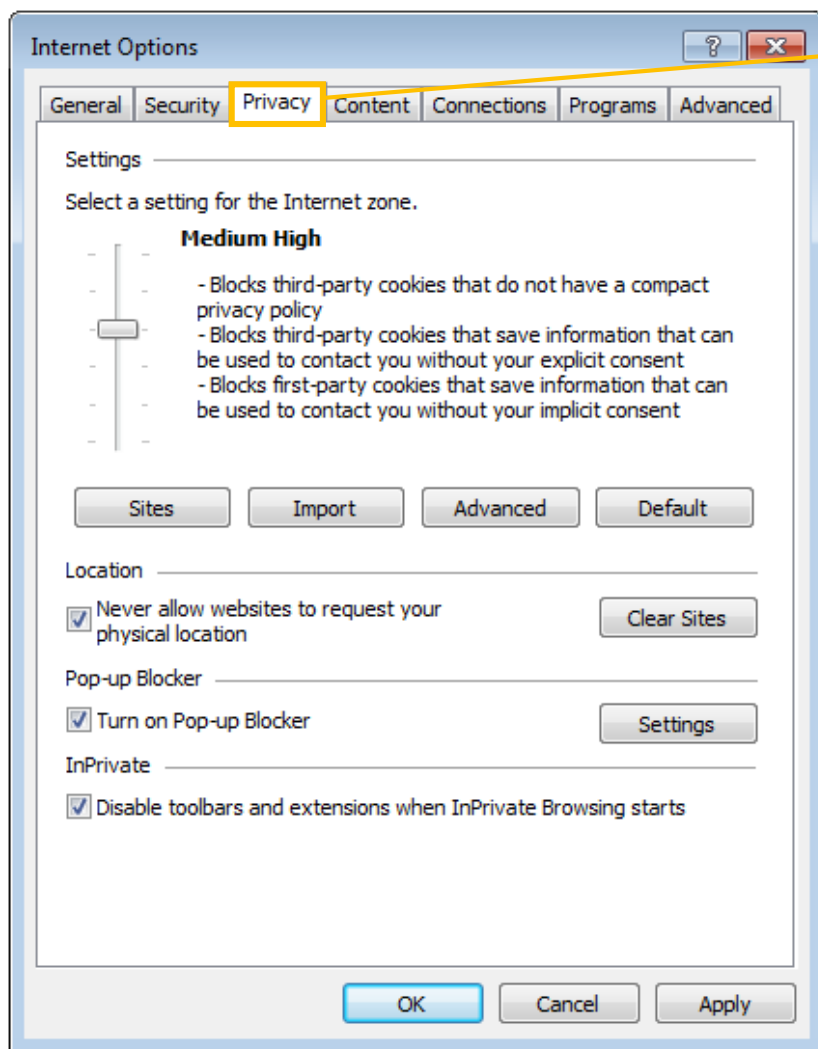 Internet Options
General Security Privacy Content Connections Programs Advanced
Settings
Select a setting for the Internet zone.
Medium High
- Blocks third-party cookies that do not have a compact
privacy policy
- Blocks third-party cookies that save information that can
be used to contact you without your explicit consent
- Blocks first-party cookies that save information that can
be used to contact you without your implicit consent
Sites Import Advanced Default
Location
Never allow websites to request your
physical location
Clear Sites
Pop-up Blocker
Turn on Pop-up Blocker
Settings
InPrivate
Disable toolbars and extensions when InPrivate Browsing starts
OK Cancel Apply